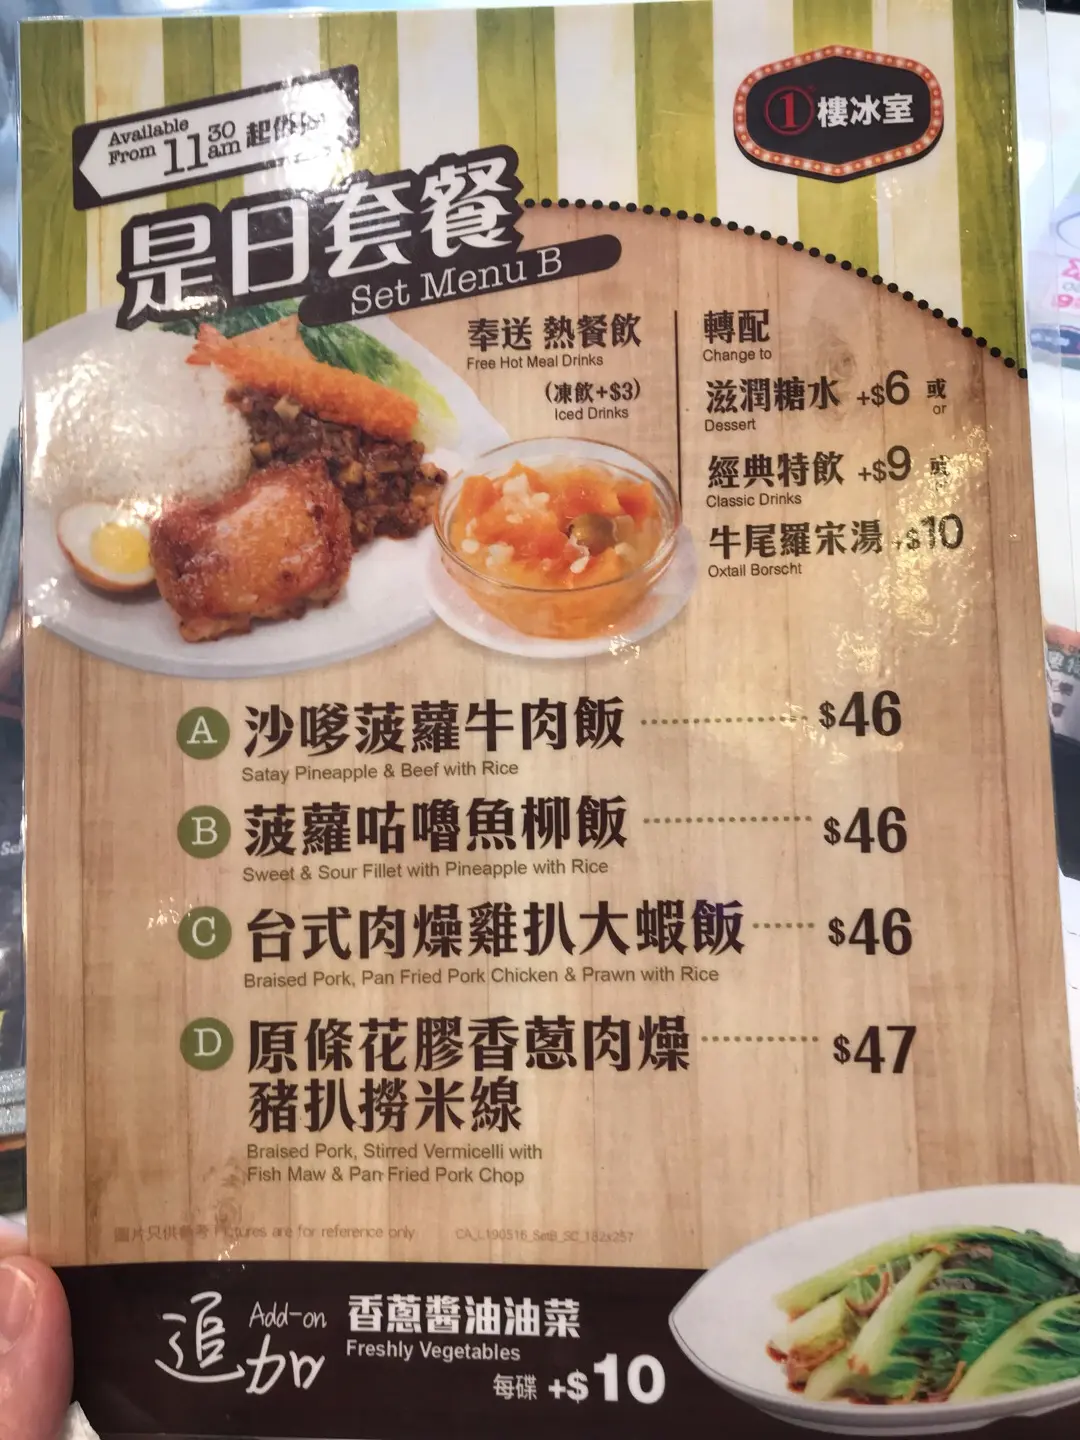 Available
From 11 30 am 起供應
1樓冰室
是日套餐
Set Menu B
奉送 熱餐飲
Free Hot Meal Drinks
(凍飲+$3)
Iced Drinks
轉配
Change to
滋潤糖水 +$6 或
Dessert or
經典特飲 +$9 或
Classic Drinks
牛尾羅宋湯 +$10
Oxtail Borscht
A 沙嗲菠蘿牛肉飯 $46
Satay Pineapple & Beef with Rice
B 菠蘿咕嚕魚柳飯 $46
Sweet & Sour Fillet with Pineapple with Rice
C 台式肉燥雞扒大蝦飯 $46
Braised Pork, Pan Fried Pork Chicken & Prawn with Rice
D 原條花膠香蔥肉燥 $47
豬扒撈米線
Braised Pork, Stirred Vermicelli with
Fish Maw & Pan Fried Pork Chop
圖片只供參考 Pictures are for reference only CA_L190516_SetB_SC_182x257
追加 Add-on
香蔥醬油油菜
Freshly Vegetables
每碟 +$10